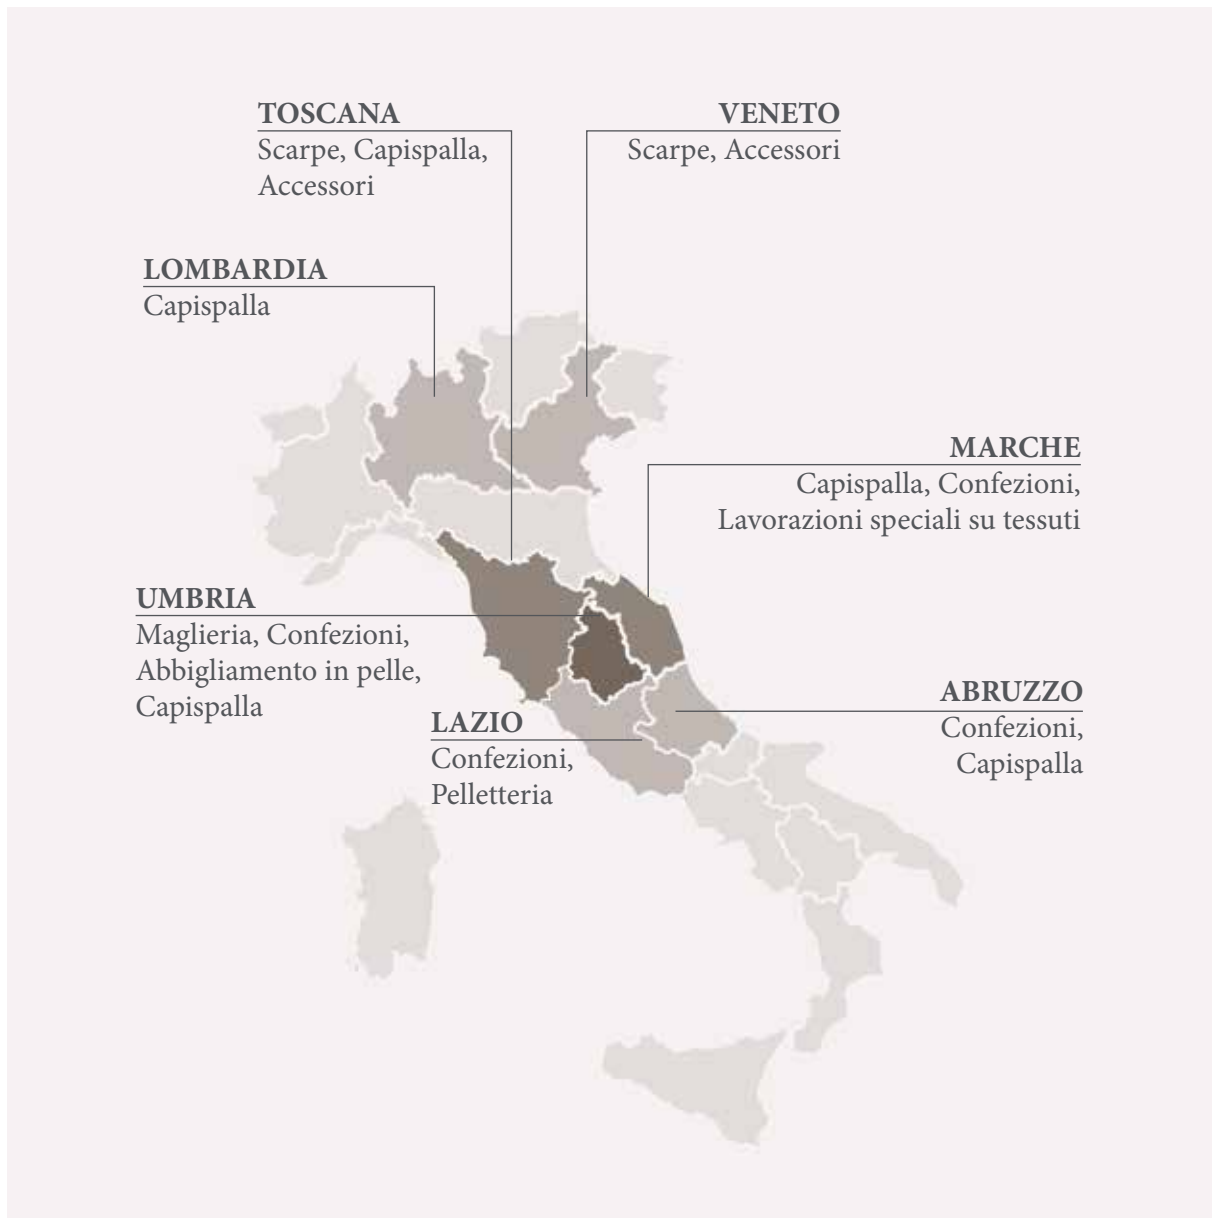 TOSCANA
Scarpe, Capispalla,
Accessori
VENETO
Scarpe, Accessori
LOMBARDIA
Capispalla
MARCHE
Capispalla, Confezioni,
Lavorazioni speciali su tessuti
UMBRIA
Maglieria, Confezioni,
Abbigliamento in pelle,
Capispalla
LAZIO
Confezioni,
Pelletteria
ABRUZZO
Confezioni,
Capispalla